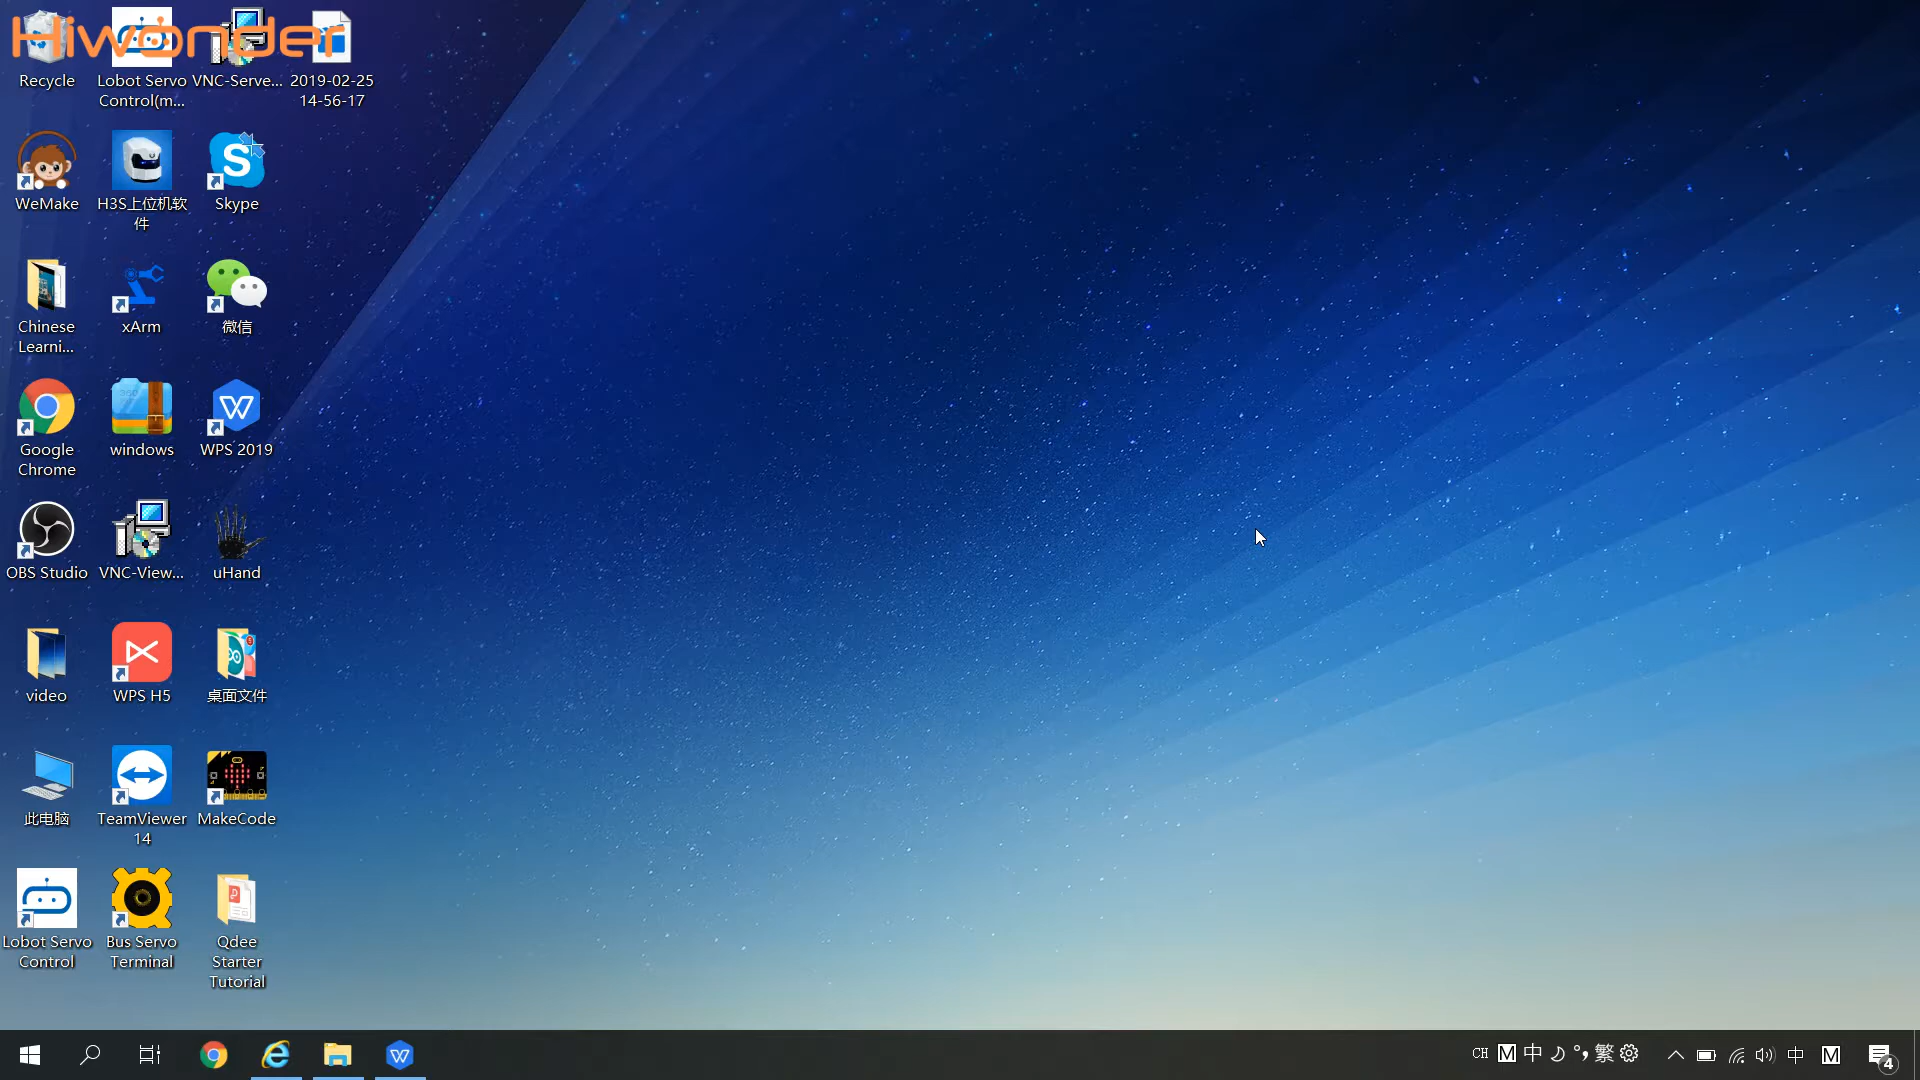 Hiwonder
Recycle
Lobot Servo
Control(m...
VNC-Serve...
2019-02-25
14-56-17
WeMake
H3S上位机软
件
Skype
Chinese
Learni...
xArm
微信
Google
Chrome
windows
WPS 2019
OBS Studio
VNC-View...
uHand
video
WPS H5
桌面文件
此电脑
TeamViewer
14
MakeCode
Lobot Servo
Control
Bus Servo
Terminal
Qdee
Starter
Tutorial
CH M 中 繁
中 M 4